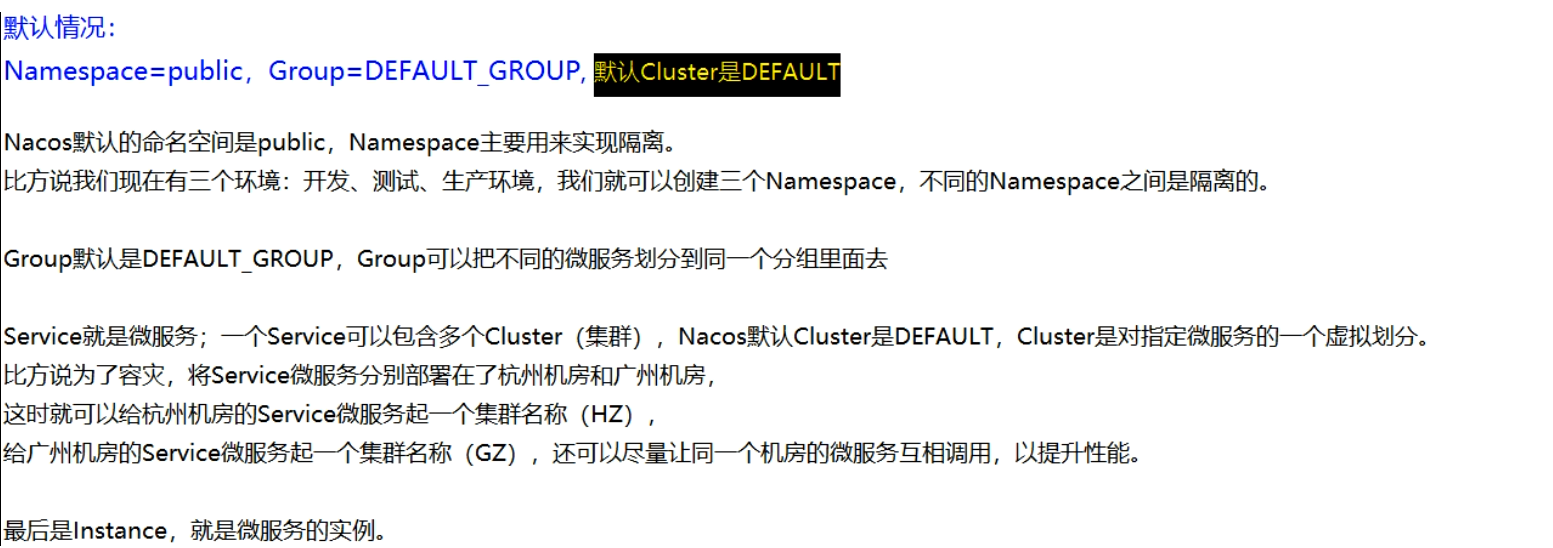 默认情况：
Namespace=public，Group=DEFAULT_GROUP, 默认Cluster是DEFAULT
Nacos默认的命名空间是public，Namespace主要用来实现隔离。
比方说我们现在有三个环境：开发、测试、生产环境，我们就可以创建三个Namespace，不同的Namespace之间是隔离的。
Group默认是DEFAULT_GROUP，Group可以把不同的微服务划分到同一个分组里面去
Service就是微服务；一个Service可以包含多个Cluster（集群），Nacos默认Cluster是DEFAULT，Cluster是对指定微服务的一个虚拟划分。
比方说为了容灾，将Service微服务分别部署在了杭州机房和广州机房，
这时就可以给杭州机房的Service微服务起一个集群名称（HZ），
给广州机房的Service微服务起一个集群名称（GZ），还可以尽量让同一个机房的微服务互相调用，以提升性能。
最后是Instance，就是微服务的实例。